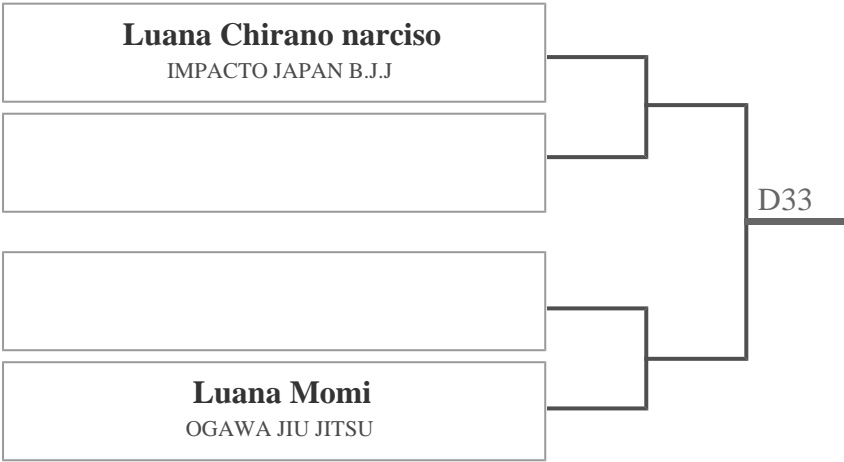 Luana Chirano narciso
IMPACTO JAPAN B.J.J
D33
Luana Momi
OGAWA JIU JITSU